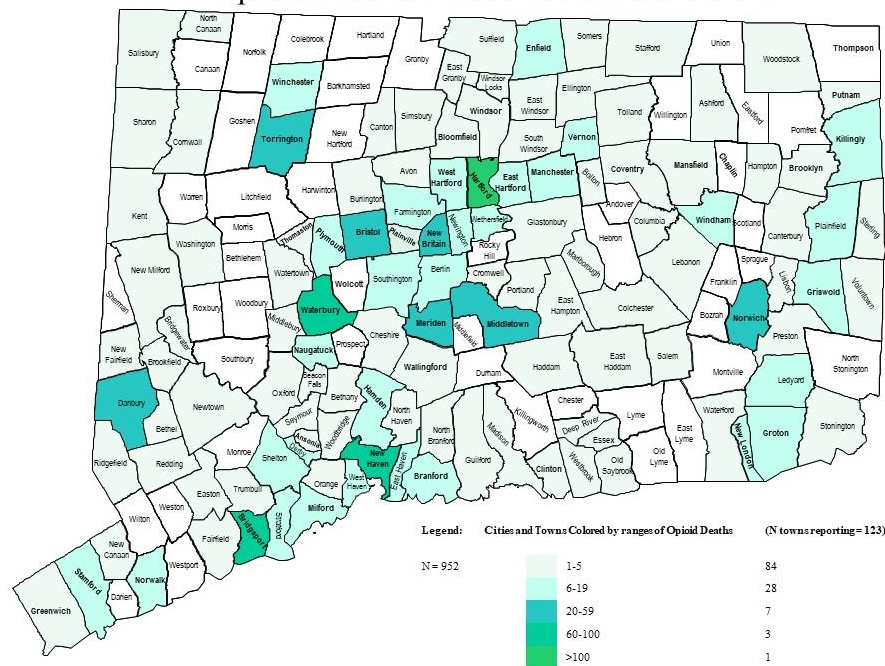 North
Canaan
Colebrook
Hartland
Suffield
Enfield
Somers
Stafford
Union
Woodstock
Thompson
Salisbury
Canaan
Norfolk
Granby
East
Granby
Windsor
Locks
Winchester
Barkhamsted
Putnam
Sharon
Cornwall
Goshen
Torrington
New
Hartford
Canton
Simsbury
Bloomfield
Windsor
East
Windsor
Ellington
Tolland
Willington
Ashford
Eastford
Pomfret
Killingly
South
Windsor
Vernon
Avon
West
Hartford
Hartford
East
Hartford
Manchester
Bolton
Coventry
Mansfield
Chaplin
Hampton
Brooklyn
Kent
Warren
Litchfield
Harwinton
Burlington
Farmington
Newington
Wethersfield
Glastonbury
Andover
Hebron
Columbia
Windham
Scotland
Canterbury
Plainfield
Sterling
Morris
Washington
Bethlehem
Thomaston
Plymouth
Bristol
Plainville
New
Britain
Rocky
Hill
Marlborough
Lebanon
Sprague
Franklin
Lisbon
Griswold
Voluntown
New Milford
Watertown
Wolcott
Southington
Berlin
Cromwell
Portland
East
Hampton
Colchester
Bozrah
Norwich
Preston
Sherman
Roxbury
Woodbury
Middlebury
Waterbury
Bridgewater
Cheshire
Meriden
Middlefield
Middletown
New
Fairfield
Brookfield
Southbury
Naugatuck
Prospect
Wallingford
Durham
Haddam
East
Haddam
Salem
Montville
Ledyard
North
Stonington
Danbury
Bethel
Newtown
Oxford
Beacon
Falls
Bethany
Hamden
North
Haven
North
Branford
Guilford
Madison
Killingworth
Chester
Deep River
Essex
Lyme
East
Lyme
Waterford
New London
Groton
Stonington
Seymour
Ansonia
Derby
Woodbridge
New
Haven
East Haven
Branford
Clinton
Westbrook
Old
Saybrook
Old
Lyme
Ridgefield
Redding
Monroe
Shelton
Orange
West
Haven
Milford
Easton
Trumbull
Stratford
Bridgeport
Fairfield
Weston
Wilton
Westport
Norwalk
New
Canaan
Darien
Stamford
Greenwich
Legend: Cities and Towns Colored by ranges of Opioid Deaths (N towns reporting = 123)
N = 952
1-5 84
6-19 28
20-59 7
60-100 3
>100 1